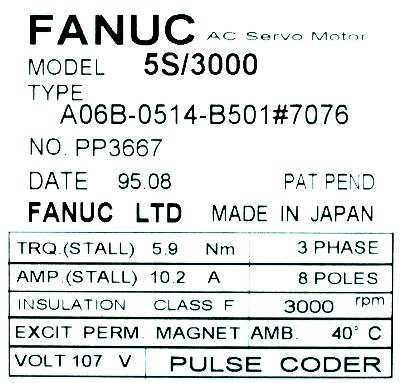 FANUC AC Servo Motor
MODEL 5S/3000
TYPE
A06B-0514-B501#7076
NO. PP3667
DATE 95.08 PAT PEND
FANUC LTD MADE IN JAPAN
TRQ.(STALL) 5.9 Nm 3 PHASE
AMP.(STALL) 10.2 A 8 POLES
INSULATION CLASS F 3000 rpm
EXCIT PERM. MAGNET AMB. 40° C
VOLT 107 V PULSE CODER